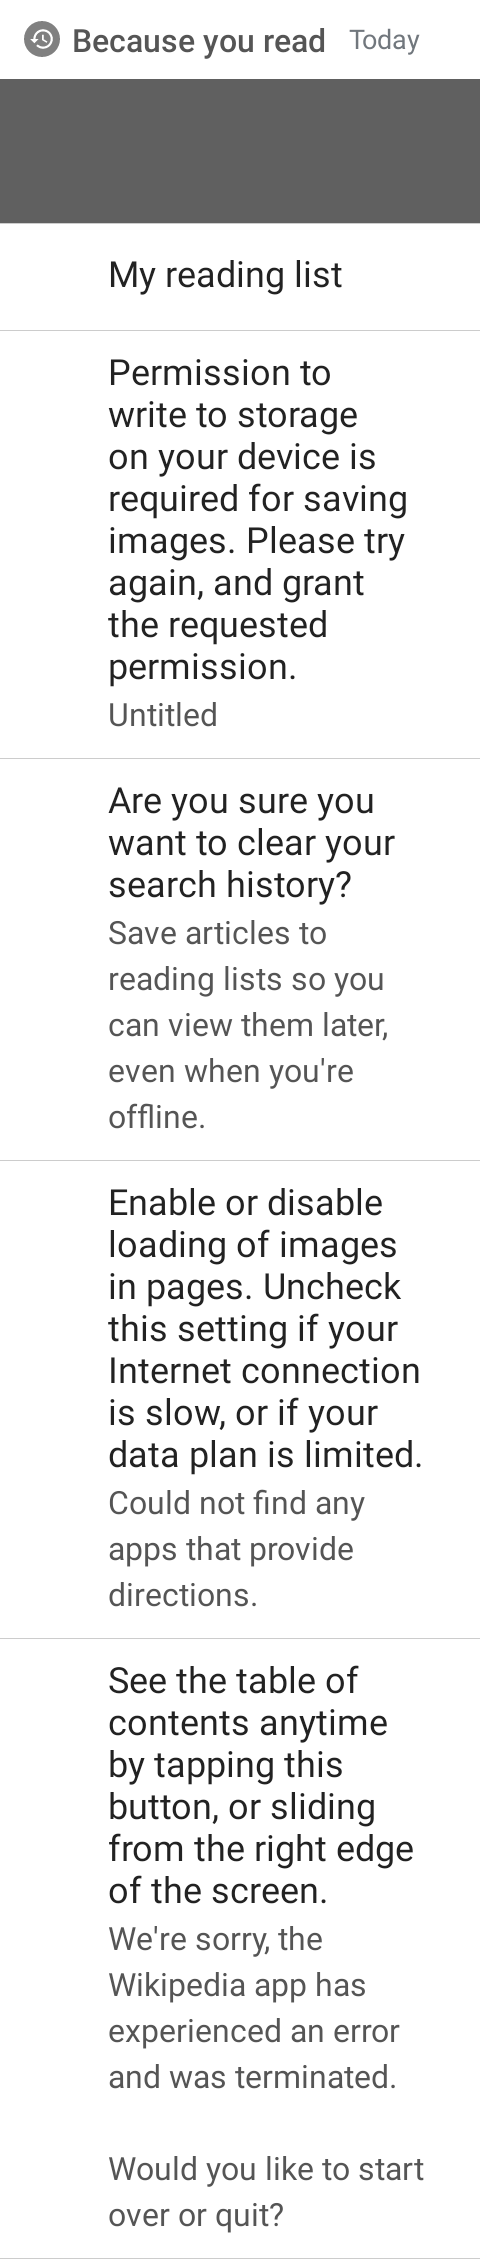 Because you read Today
My reading list
Permission to
write to storage
on your device is
required for saving
images. Please try
again, and grant
the requested
permission.
Untitled
Are you sure you
want to clear your
search history?
Save articles to
reading lists so you
can view them later,
even when you're
offline.
Enable or disable
loading of images
in pages. Uncheck
this setting if your
Internet connection
is slow, or if your
data plan is limited.
Could not find any
apps that provide
directions.
See the table of
contents anytime
by tapping this
button, or sliding
from the right edge
of the screen.
We're sorry, the
Wikipedia app has
experienced an error
and was terminated.
Would you like to start
over or quit?